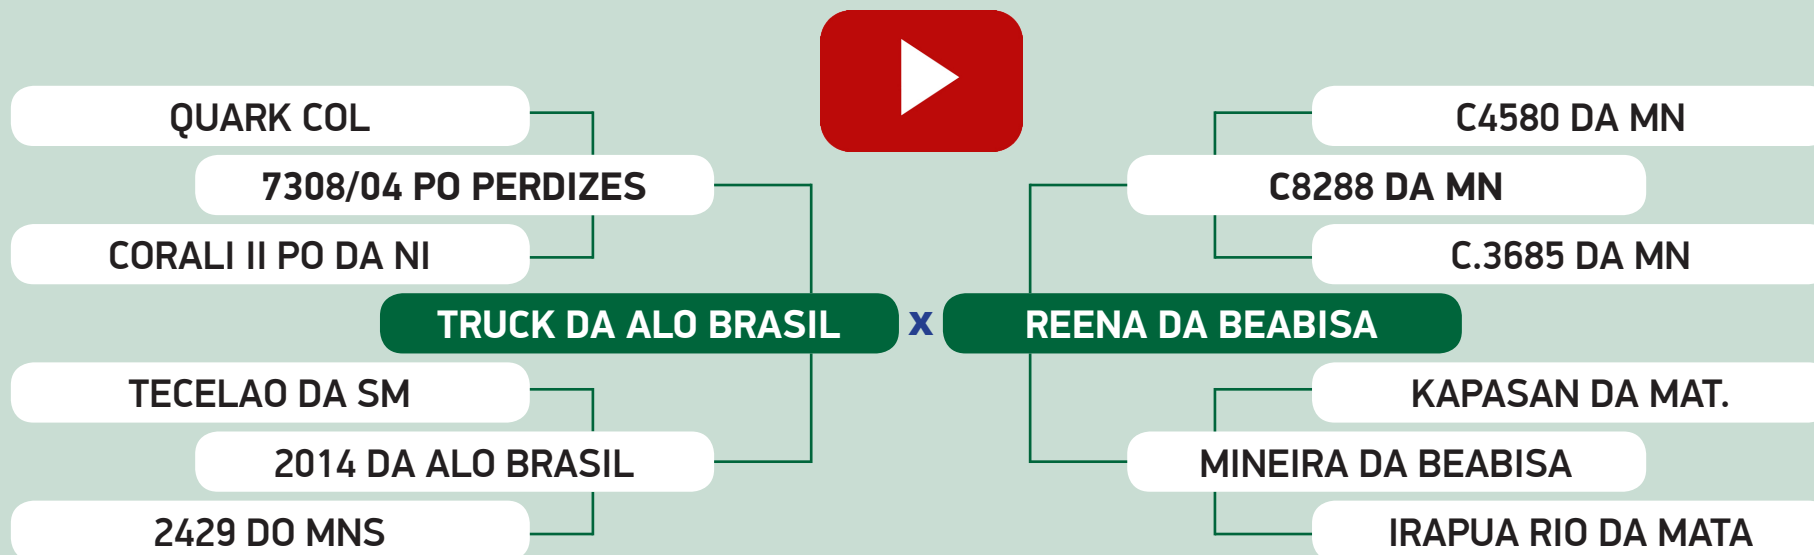 QUARK COL
7308/04 PO PERDIZES
CORALI II PO DA NI
TRUCK DA ALO BRASIL
TECELAO DA SM
2014 DA ALO BRASIL
2429 DO MNS
x
C4580 DA MN
C8288 DA MN
C.3685 DA MN
REENA DA BEABISA
KAPASAN DA MAT.
MINEIRA DA BEABISA
IRAPUA RIO DA MATA